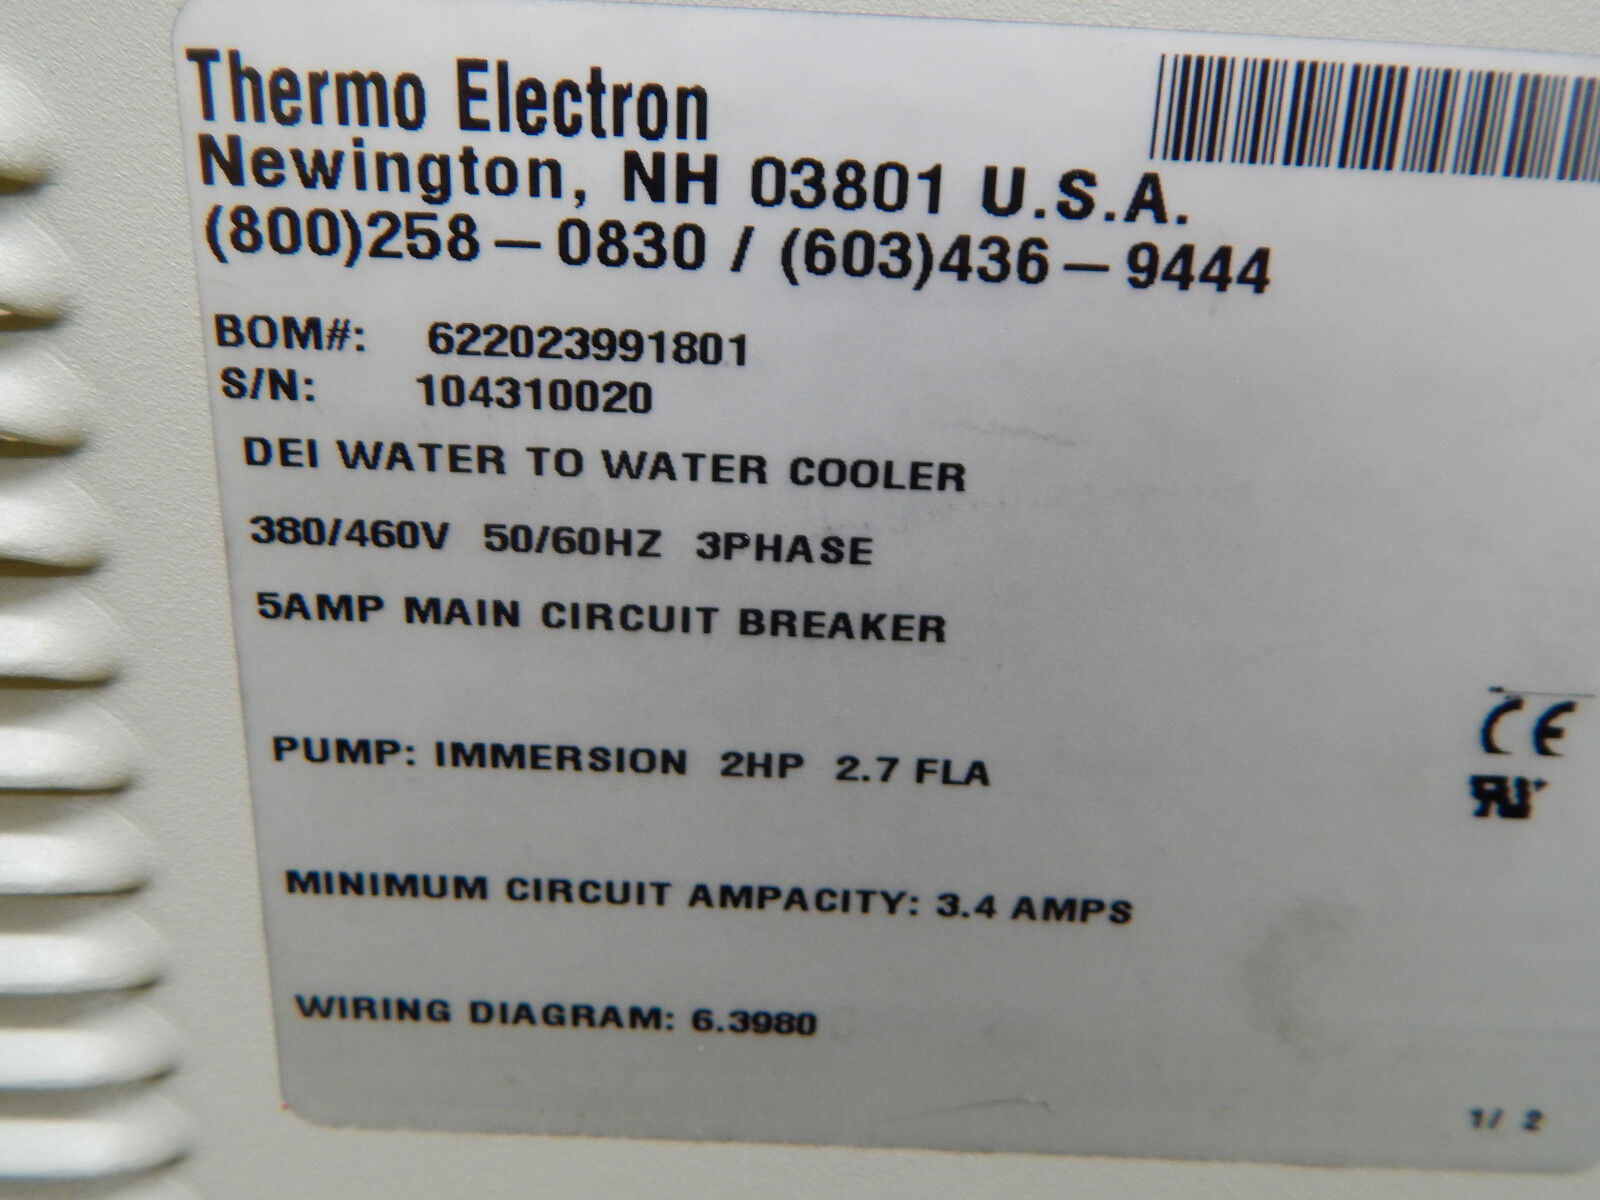 Thermo Electron
Newington, NH 03801 U.S.A.
(800)258-0830 / (603)436-9444
BOM#: 622023991801
S/N: 104310020
DEI WATER TO WATER COOLER
380/460V 50/60HZ 3PHASE
5AMP MAIN CIRCUIT BREAKER
PUMP: IMMERSION 2HP 2.7 FLA
MINIMUM CIRCUIT AMPACITY: 3.4 AMPS
WIRING DIAGRAM: 6.3980
CE
RU
1/ 2